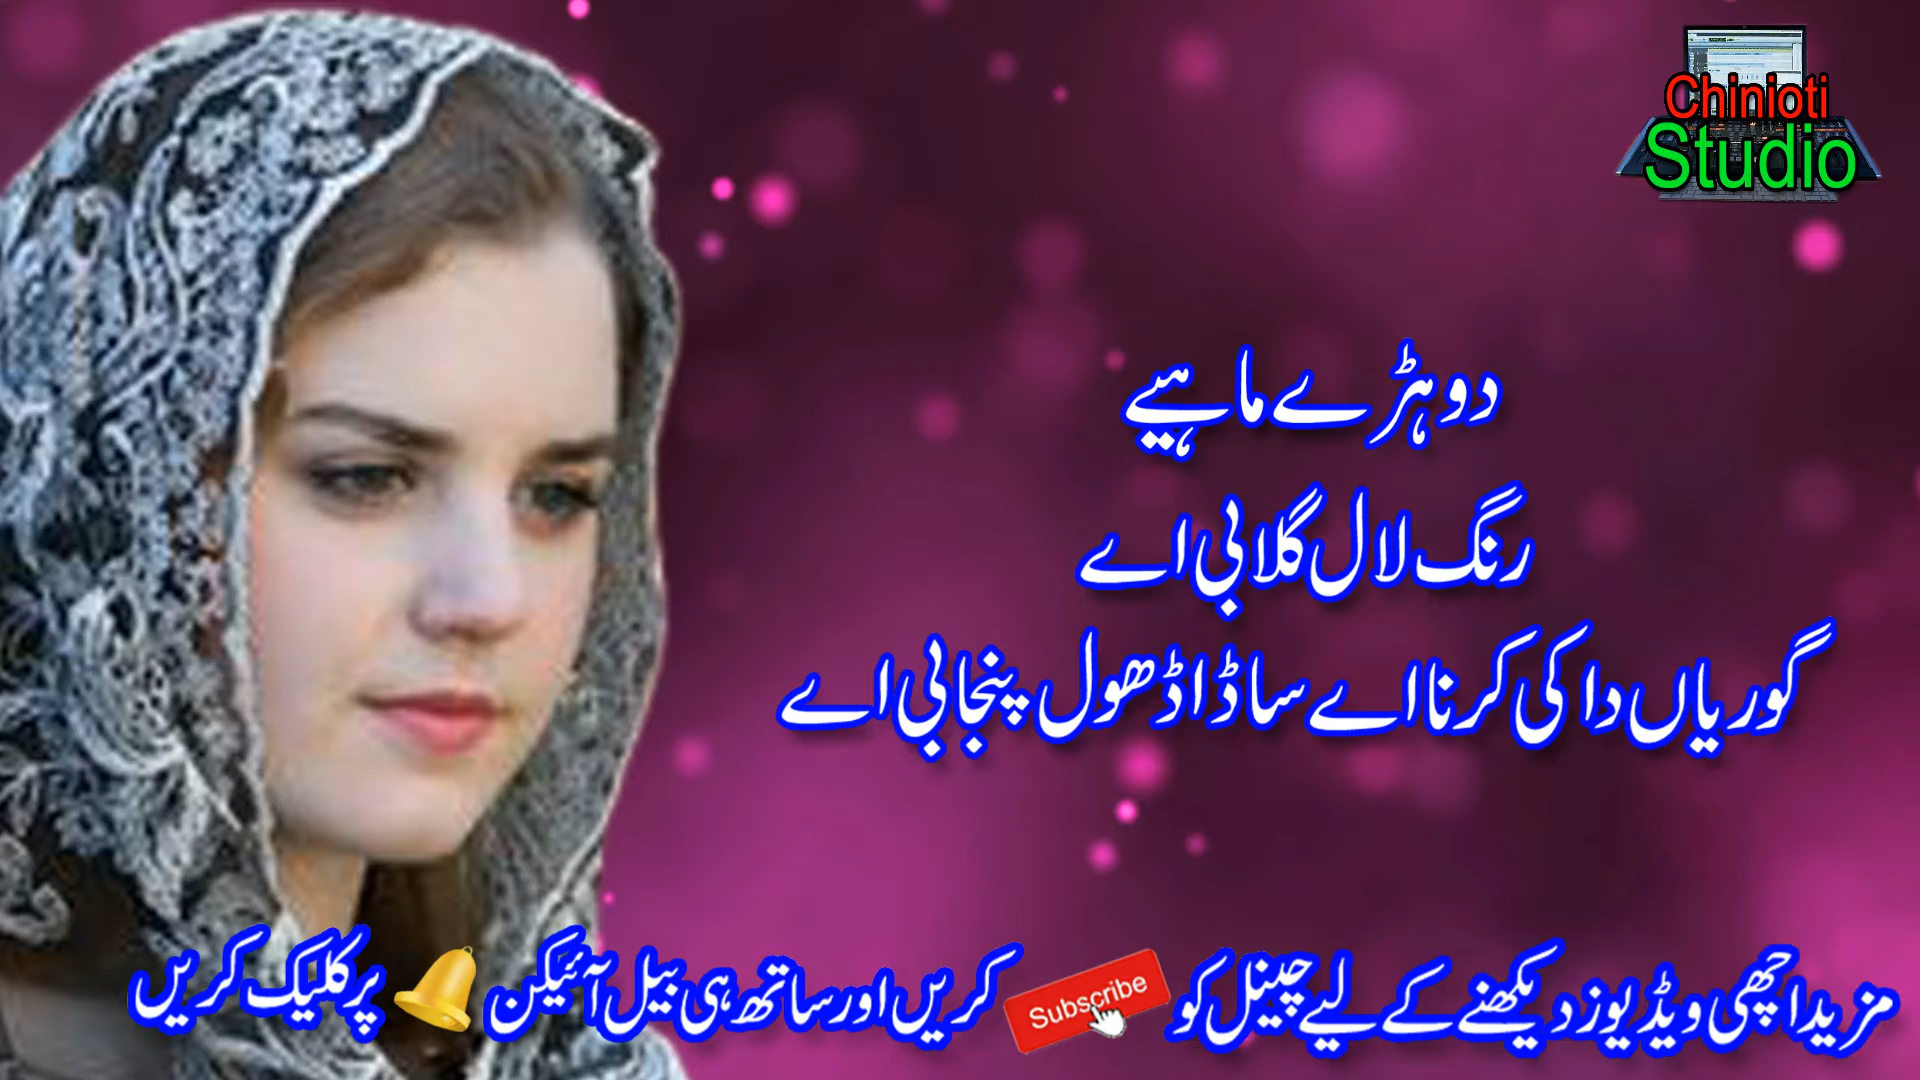 Chinioti
Studio
دوہڑے ماہیے
رنگ لال گلابی اے
گوریاں دا کی کرنا اے ساڈا ڈھول پنجابی اے
مزید اچھی ویڈیوز دیکھنے کے لیے چینل کو Subscribe کریں اور ساتھ ہی بیل آئیکن پر کلیک کریں